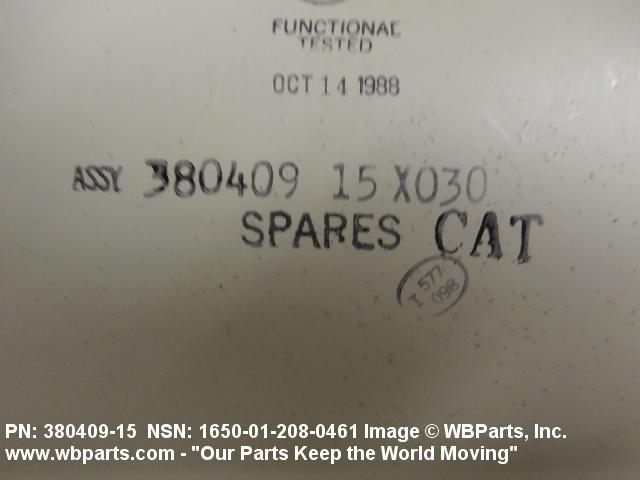 FUNCTIONAL
TESTED
OCT 14 1988
ASSY 380409 15 X030
SPARES CAT
577
I 098
PN: 380409-15 NSN: 1650-01-208-0461 Image © WBParts, Inc.
www.wbparts.com - "Our Parts Keep the World Moving"